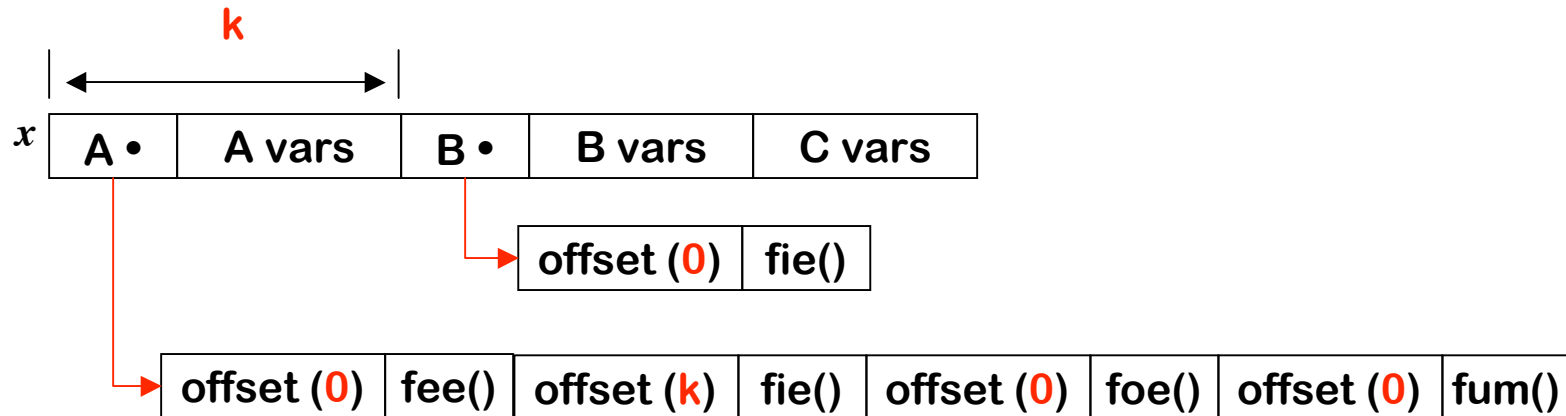 k
x A • A vars B • B vars C vars
offset (0) fie()
offset (0) fee() offset (k) fie() offset (0) foe() offset (0) fum()